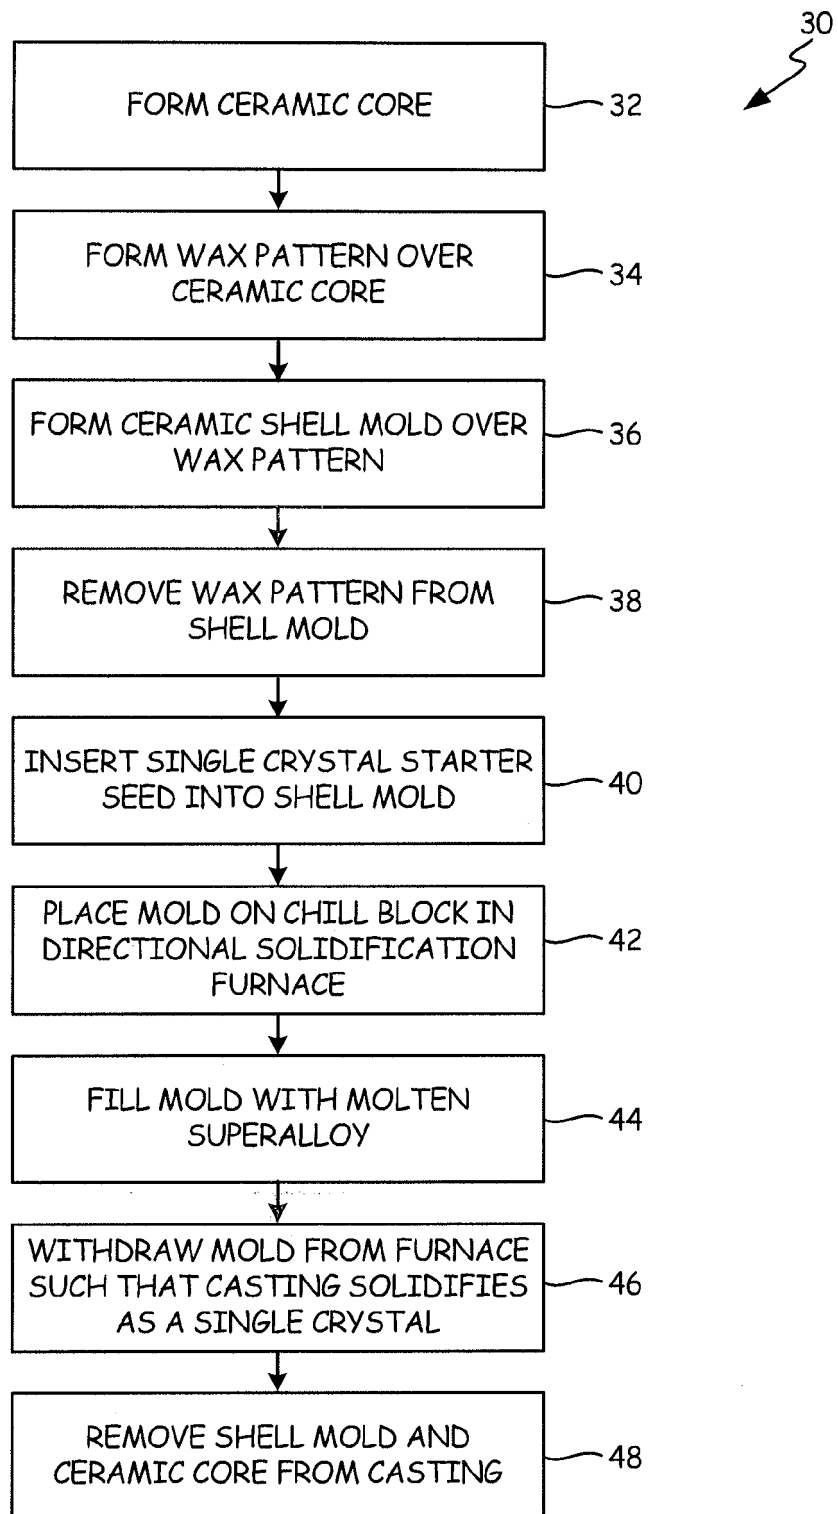 30
FORM CERAMIC CORE
32
FORM WAX PATTERN OVER
CERAMIC CORE
34
FORM CERAMIC SHELL MOLD OVER
WAX PATTERN
36
REMOVE WAX PATTERN FROM
SHELL MOLD
38
INSERT SINGLE CRYSTAL STARTER
SEED INTO SHELL MOLD
40
PLACE MOLD ON CHILL BLOCK IN
DIRECTIONAL SOLIDIFICATION
FURNACE
42
FILL MOLD WITH MOLTEN
SUPERALLOY
44
WITHDRAW MOLD FROM FURNACE
SUCH THAT CASTING SOLIDIFIES
AS A SINGLE CRYSTAL
46
REMOVE SHELL MOLD AND
CERAMIC CORE FROM CASTING
48